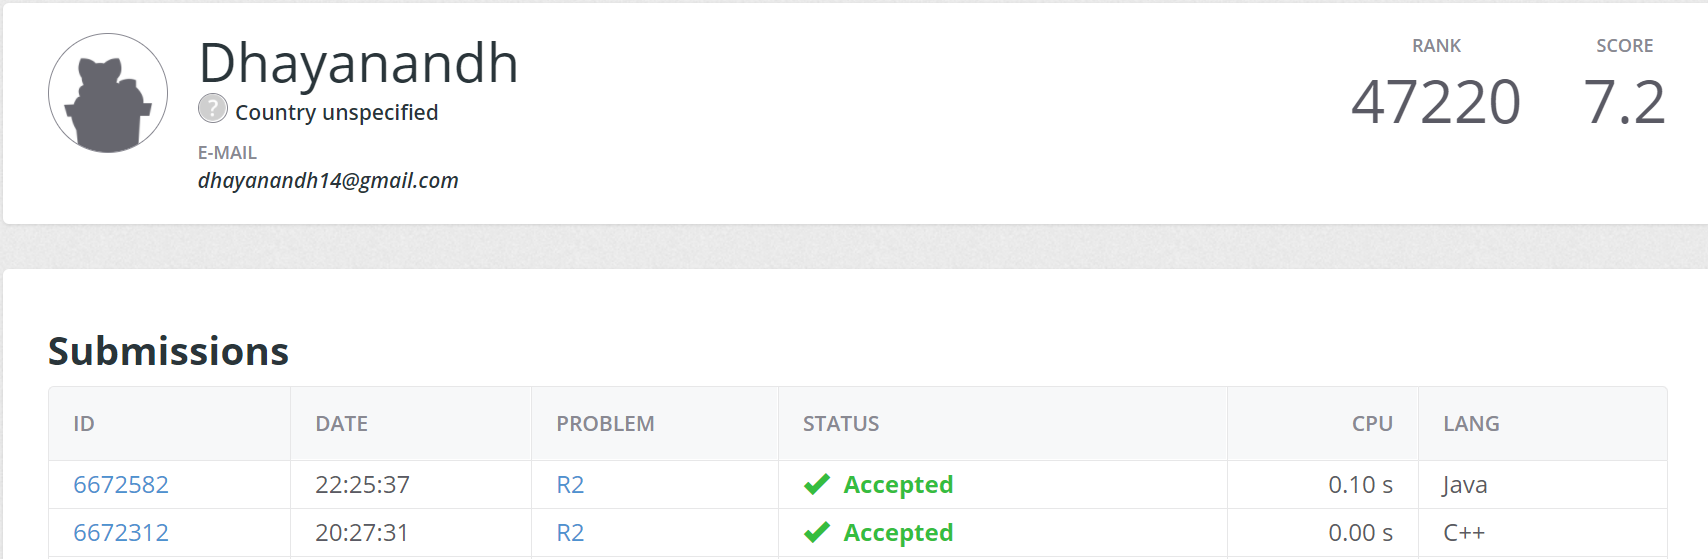 Dhayanandh
? Country unspecified
E-MAIL
dhayanandh14@gmail.com
RANK SCORE
47220 7.2
Submissions
ID DATE PROBLEM STATUS CPU LANG
6672582 22:25:37 R2 Accepted 0.10 s Java
6672312 20:27:31 R2 Accepted 0.00 s C++